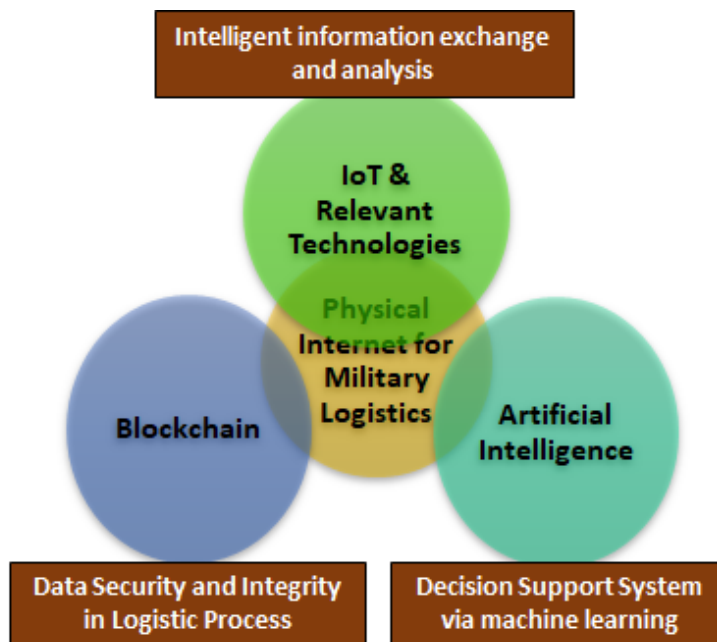 Intelligent information exchange
and analysis
IoT &
Relevant
Technologies
Physical
Internet for
Military
Logistics
Blockchain
Artificial
Intelligence
Data Security and Integrity
in Logistic Process
Decision Support System
via machine learning